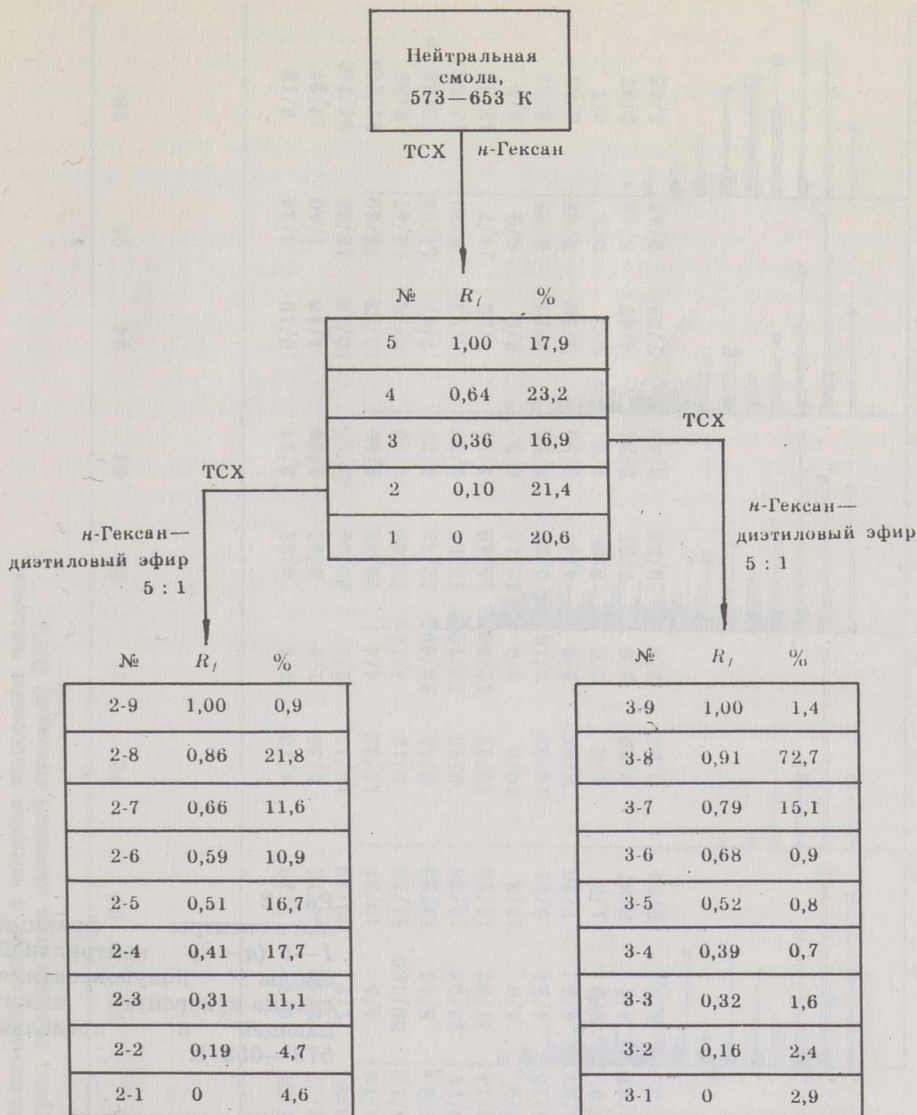 Нейтральная
смола,
573—653 К
ТСХ н-Гексан
№ Rf %
5 1,00 17,9
4 0,64 23,2
3 0,36 16,9
2 0,10 21,4
1 0 20,6
ТСХ
н-Гексан—
диэтиловый эфир
5 : 1
ТСХ
н-Гексан—
диэтиловый эфир
5 : 1
№ Rf %
2-9 1,00 0,9
2-8 0,86 21,8
2-7 0,66 11,6
2-6 0,59 10,9
2-5 0,51 16,7
2-4 0,41 17,7
2-3 0,31 11,1
2-2 0,19 4,7
2-1 0 4,6
№ Rf %
3-9 1,00 1,4
3-8 0,91 72,7
3-7 0,79 15,1
3-6 0,68 0,9
3-5 0,52 0,8
3-4 0,39 0,7
3-3 0,32 1,6
3-2 0,16 2,4
3-1 0 2,9